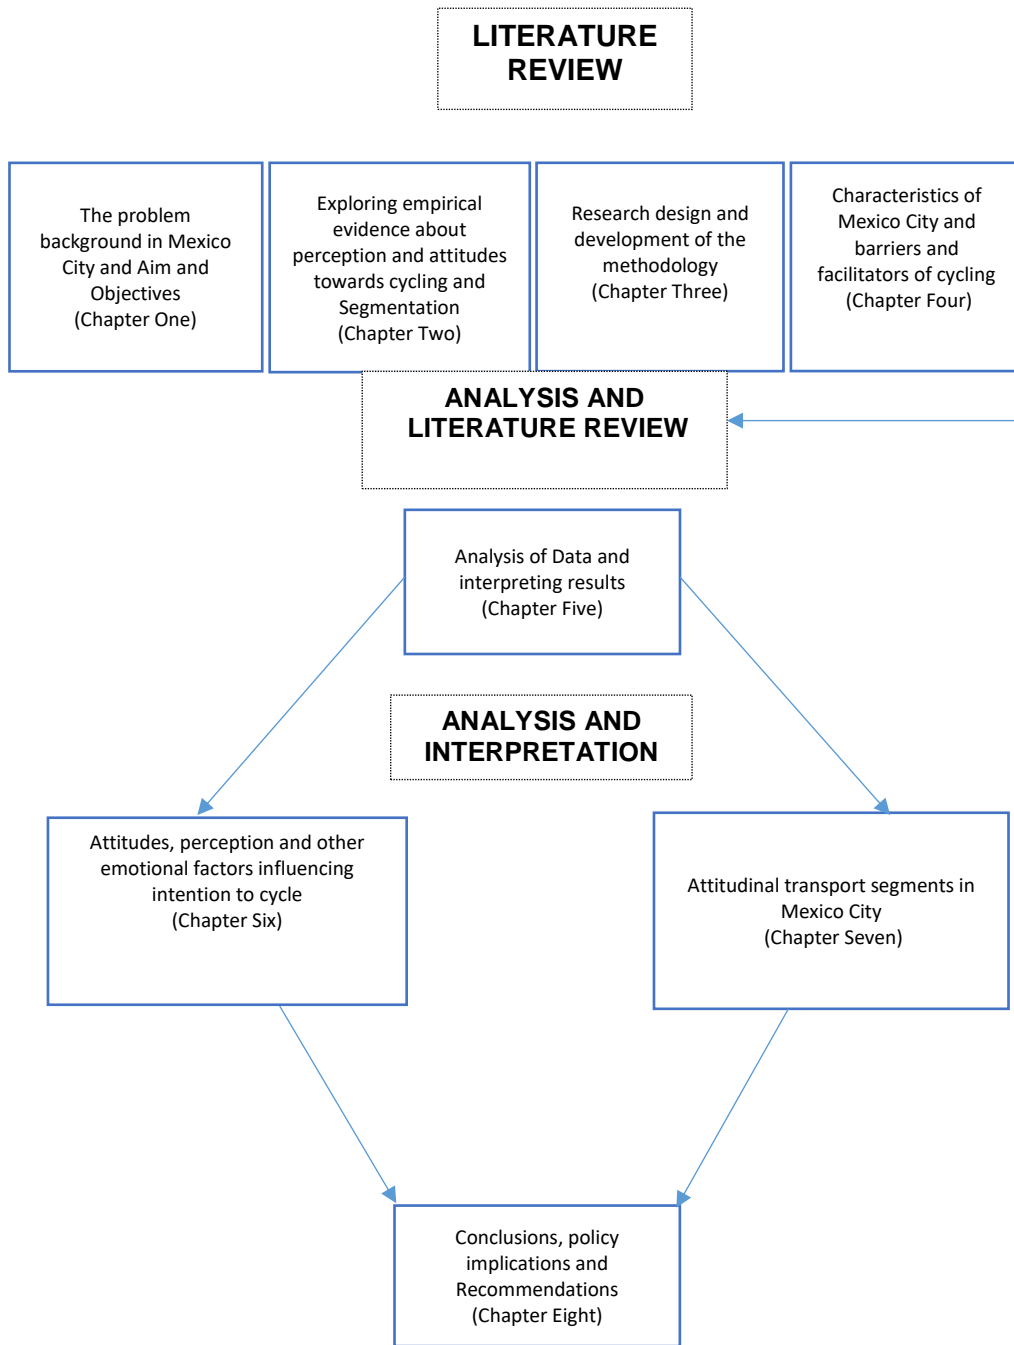 LITERATURE
REVIEW
The problem
background in Mexico
City and Aim and
Objectives
(Chapter One)
Exploring empirical
evidence about
perception and attitudes
towards cycling and
Segmentation
(Chapter Two)
Research design and
development of the
methodology
(Chapter Three)
Characteristics of
Mexico City and
barriers and
facilitators of cycling
(Chapter Four)
ANALYSIS AND
LITERATURE REVIEW
Analysis of Data and
interpreting results
(Chapter Five)
ANALYSIS AND
INTERPRETATION
Attitudes, perception and other
emotional factors influencing
intention to cycle
(Chapter Six)
Attitudinal transport segments in
Mexico City
(Chapter Seven)
Conclusions, policy
implications and
Recommendations
(Chapter Eight)